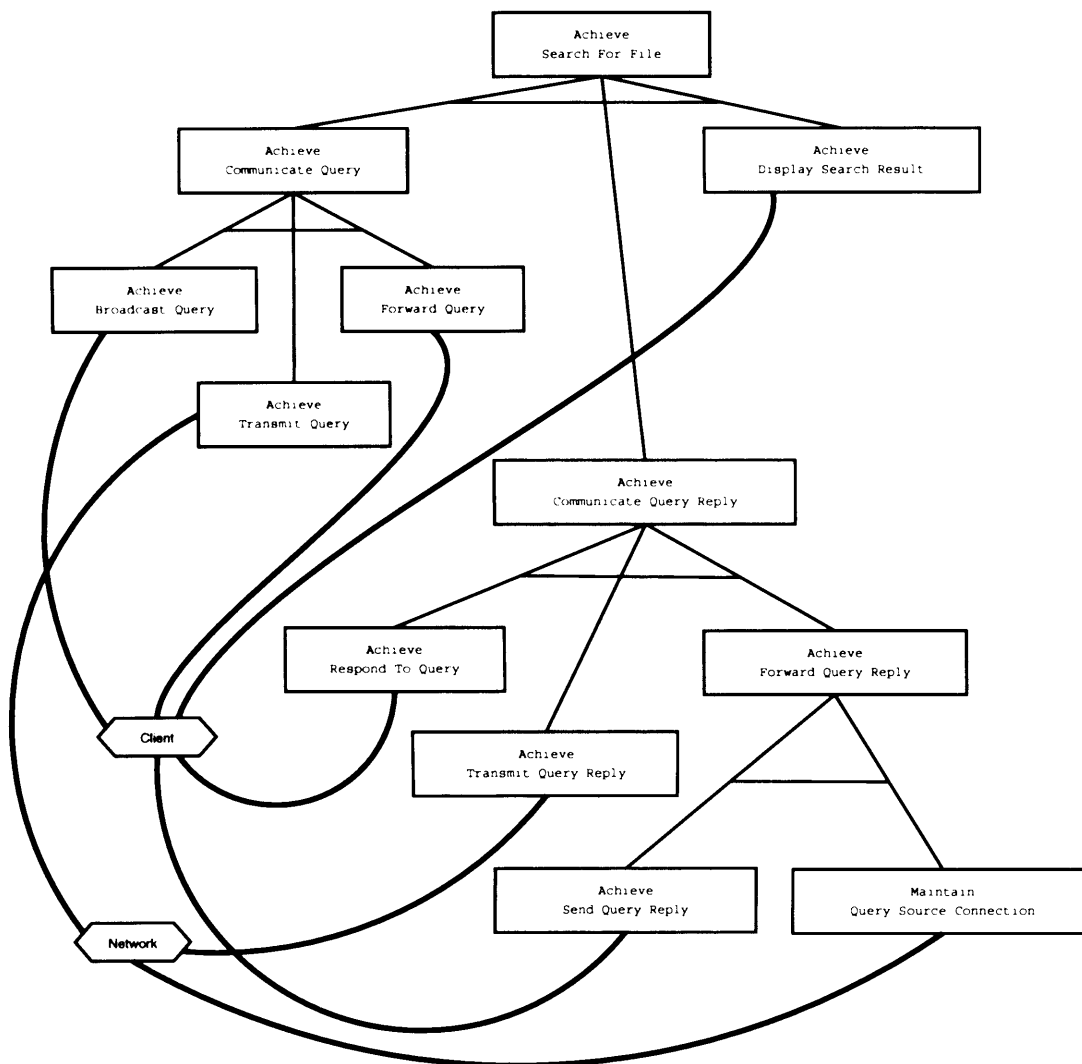 Achieve
Search For File
Achieve
Communicate Query
Achieve
Display Search Result
Achieve
Broadcast Query
Achieve
Forward Query
Achieve
Transmit Query
Achieve
Communicate Query Reply
Achieve
Respond To Query
Achieve
Forward Query Reply
Client
Achieve
Transmit Query Reply
Achieve
Send Query Reply
Maintain
Query Source Connection
Network